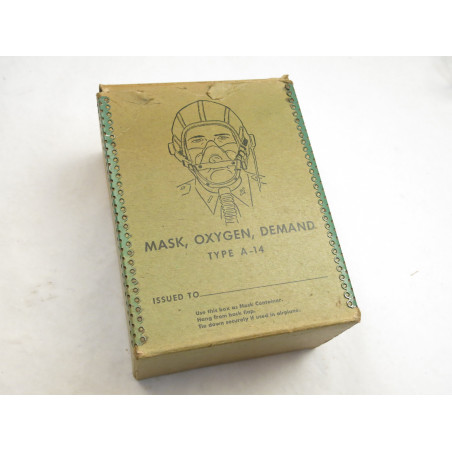 MASK, OXYGEN, DEMAND
TYPE A-14
ISSUED TO
Use this box as Mask Container.
Hang from back flap.
Tie down securely if used in airplane.